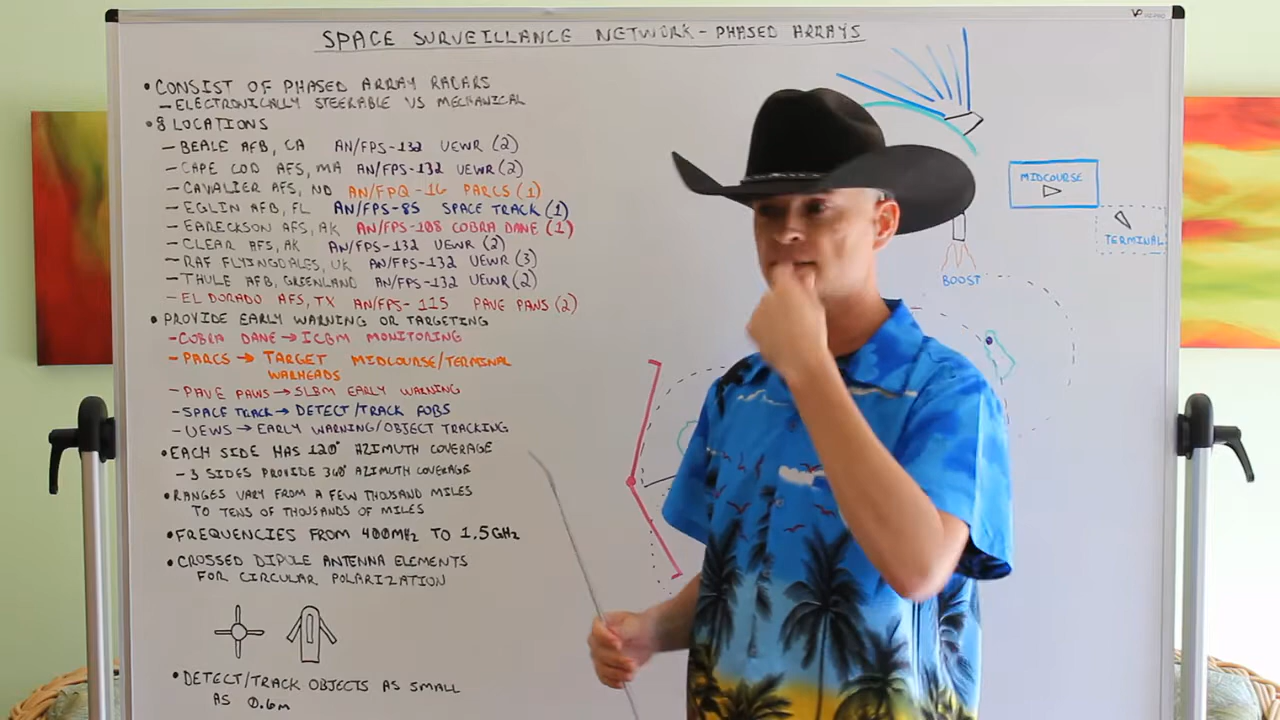 SPACE SURVEILLANCE NETWORK - PHASED ARRAYS
• CONSIST OF PHASED ARRAY RADARS
- ELECTRONICALLY STEERABLE VS MECHANICAL
• 8 LOCATIONS
- BEALE AFB, CA AN/FPS-132 UEWR (2)
- CAPE COD AFS, MA AN/FPS-132 UEWR (2)
- CAVALIER AFS, ND AN/FPQ-16 PARCS (1)
- EGLIN AFB, FL AN/FPS-85 SPACE TRACK (1)
- EARECKSON AFS, AK AN/FPS-108 COBRA DANE (1)
- CLEAR AFS, AK AN/FPS-132 UEWR (2)
- RAF FLYINGDALES, UK AN/FPS-132 UEWR (3)
- THULE AFB, GREENLAND AN/FPS-132 UEWR (2)
- EL DORADO AFS, TX AN/FPS-115 PAVE PAWS (2)
• PROVIDE EARLY WARNING OR TARGETING
- COBRA DANE → ICBM MONITORING
- PARCS → TARGET MIDCOURSE/TERMINAL
WARHEADS
- PAVE PAWS → SLBM EARLY WARNING
- SPACE TRACK → DETECT/TRACK FOBS
- UEWS → EARLY WARNING/OBJECT TRACKING
• EACH SIDE HAS 120° AZIMUTH COVERAGE
- 3 SIDES PROVIDE 360° AZIMUTH COVERAGE
• RANGES VARY FROM A FEW THOUSAND MILES
TO TENS OF THOUSANDS OF MILES
• FREQUENCIES FROM 400MHz TO 1.5GHz
• CROSSED DIPOLE ANTENNA ELEMENTS
FOR CIRCULAR POLARIZATION
• DETECT/TRACK OBJECTS AS SMALL
AS 0.6m
MIDCOURSE
TERMINAL
BOOST